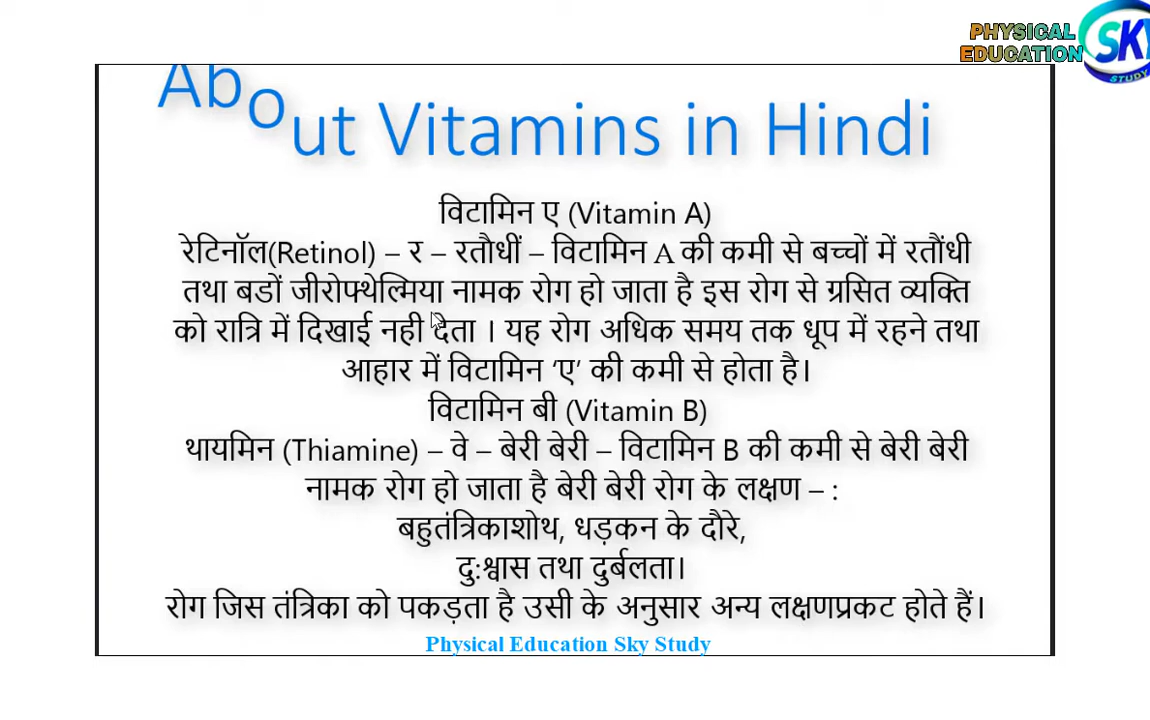 PHYSICAL
EDUCATION
SKY
STUDY
About Vitamins in Hindi
विटामिन ए (Vitamin A)
रेटिनॉल(Retinol) – र – रतौधीं – विटामिन A की कमी से बच्चों में रतौंधी
तथा बडों जीरोफ्थेल्मिया नामक रोग हो जाता है इस रोग से ग्रसित व्यक्ति
को रात्रि में दिखाई नही देता । यह रोग अधिक समय तक धूप में रहने तथा
आहार में विटामिन ‘ए’ की कमी से होता है।
विटामिन बी (Vitamin B)
थायमिन (Thiamine) – वे – बेरी बेरी – विटामिन B की कमी से बेरी बेरी
नामक रोग हो जाता है बेरी बेरी रोग के लक्षण – :
बहुतंत्रिकाशोथ, धड़कन के दौरे,
दुःश्वास तथा दुर्बलता।
रोग जिस तंत्रिका को पकड़ता है उसी के अनुसार अन्य लक्षणप्रकट होते हैं।
Physical Education Sky Study